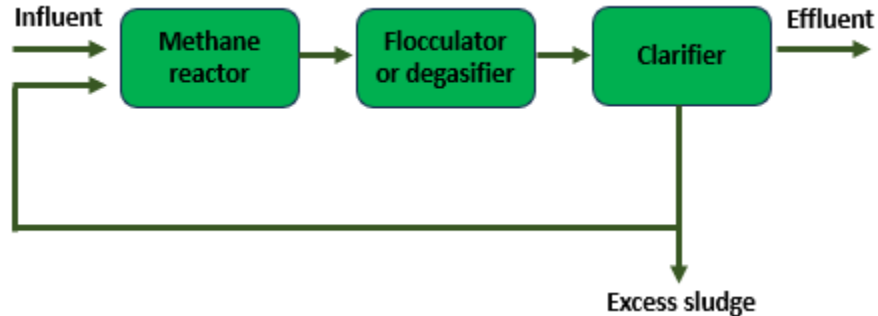 Influent
Methane
reactor
Flocculator
or degasifier
Clarifier
Effluent
Excess sludge